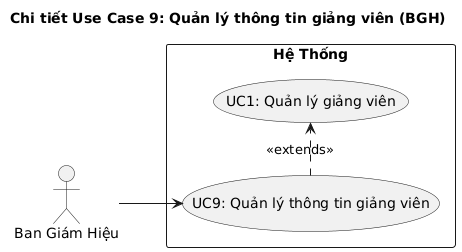 Chi tiết Use Case 9: Quản lý thông tin giảng viên (BGH)
Hệ Thống
UC1: Quản lý giảng viên
«extends»
UC9: Quản lý thông tin giảng viên
Ban Giám Hiệu